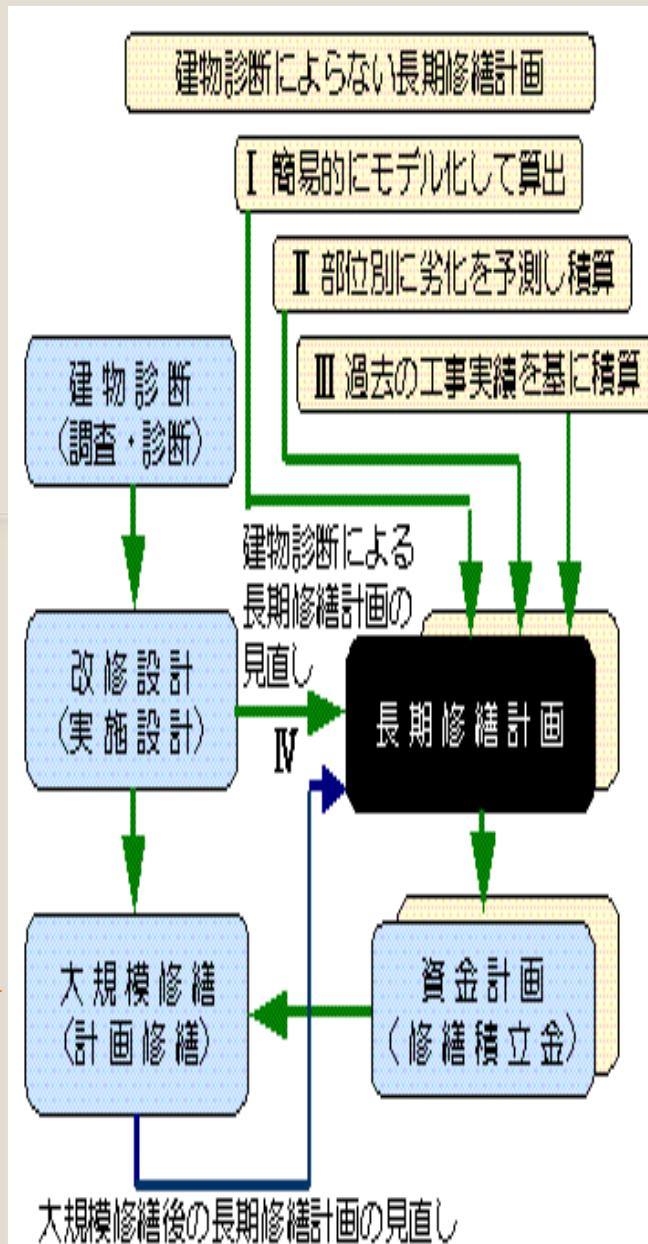 建物診断によらない長期修繕計画
Ⅰ 簡易的にモデル化して算出
Ⅱ 部位別に劣化を予測し積算
Ⅲ 過去の工事実績を基に積算
建物診断
(調査・診断)
建物診断による
長期修繕計画の
見直し
Ⅳ
改修設計
(実施設計)
長期修繕計画
大規模修繕
(計画修繕)
資金計画
(修繕積立金)
大規模修繕後の長期修繕計画の見直し